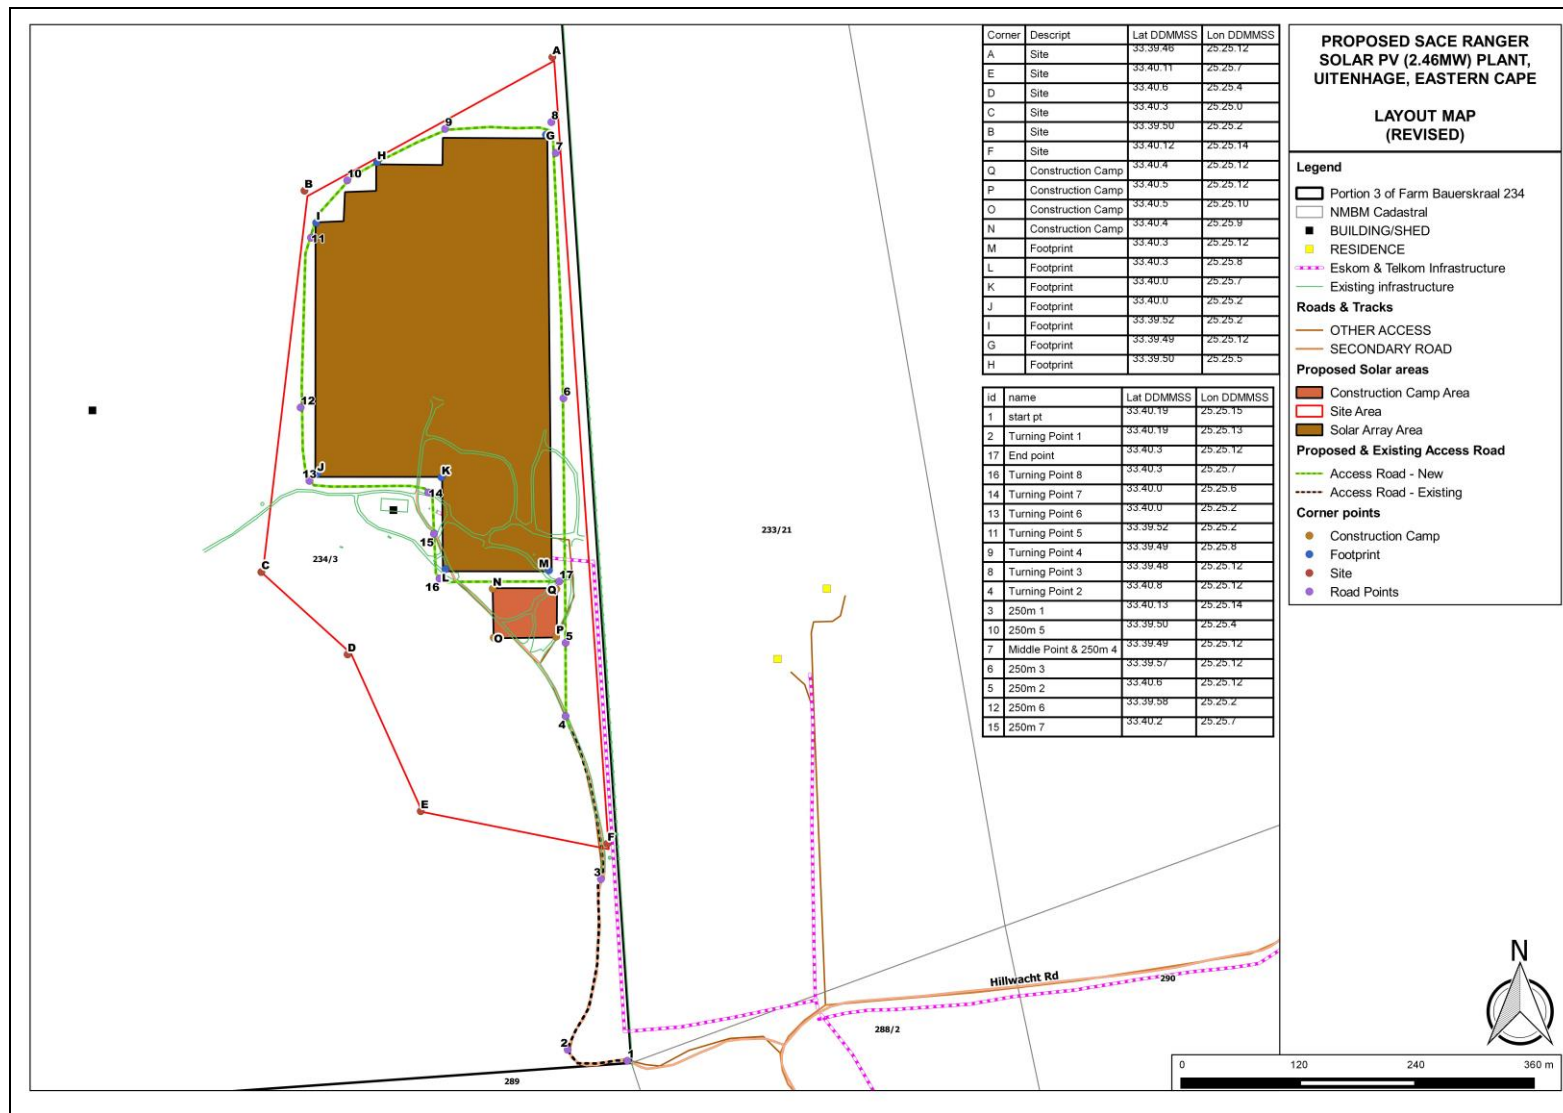 PROPOSED SACE RANGER
SOLAR PV (2.46MW) PLANT,
UITENHAGE, EASTERN CAPE
LAYOUT MAP
(REVISED)
Legend
Portion 3 of Farm Bauerskraal 234
NMBM Cadastral
BUILDING/SHED
RESIDENCE
Eskom & Telkom Infrastructure
Existing infrastructure
Roads & Tracks
OTHER ACCESS
SECONDARY ROAD
Proposed Solar areas
Construction Camp Area
Site Area
Solar Array Area
Proposed & Existing Access Road
Access Road - New
Access Road - Existing
Corner points
Construction Camp
Footprint
Site
Road Points
Corner Descript Lat DDMMSS Lon DDMMSS
A Site 33.39.46 25.25.12
E Site 33.40.11 25.25.7
D Site 33.40.6 25.25.4
C Site 33.40.3 25.25.0
B Site 33.39.50 25.25.2
F Site 33.40.12 25.25.14
Q Construction Camp 33.40.4 25.25.12
P Construction Camp 33.40.5 25.25.12
O Construction Camp 33.40.5 25.25.10
N Construction Camp 33.40.4 25.25.9
M Footprint 33.40.3 25.25.12
L Footprint 33.40.3 25.25.8
K Footprint 33.40.0 25.25.7
J Footprint 33.40.0 25.25.2
I Footprint 33.39.52 25.25.2
G Footprint 33.39.49 25.25.12
H Footprint 33.39.50 25.25.5
id name Lat DDMMSS Lon DDMMSS
1 start pt 33.40.19 25.25.15
2 Turning Point 1 33.40.19 25.25.13
17 End point 33.40.3 25.25.12
16 Turning Point 8 33.40.3 25.25.7
14 Turning Point 7 33.40.0 25.25.6
13 Turning Point 6 33.40.0 25.25.2
11 Turning Point 5 33.39.52 25.25.2
9 Turning Point 4 33.39.49 25.25.8
8 Turning Point 3 33.39.48 25.25.12
4 Turning Point 2 33.40.8 25.25.12
3 250m 1 33.40.13 25.25.14
10 250m 5 33.39.50 25.25.4
7 Middle Point & 250m 4 33.39.49 25.25.12
6 250m 3 33.39.57 25.25.12
5 250m 2 33.40.6 25.25.12
12 250m 6 33.39.58 25.25.2
15 250m 7 33.40.2 25.25.7
A
8
9
G
7
H
10
B
I
11
6
12
J
K
13
14
15
233/21
234/3
C
M
L
17
16
N
Q
O
P
5
D
4
E
F
3
Hillwacht Rd
290
288/2
2
1
289
N
0 120 240 360 m